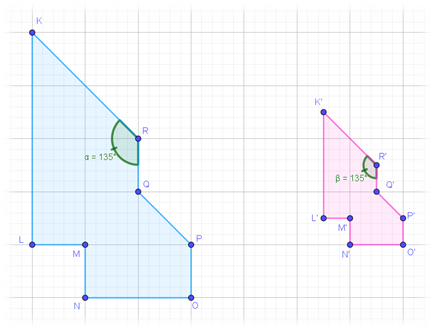 K
R
α = 135°
Q
L
M
P
N
O
K'
R'
β = 135°
Q'
L'
M'
P'
N'
O'